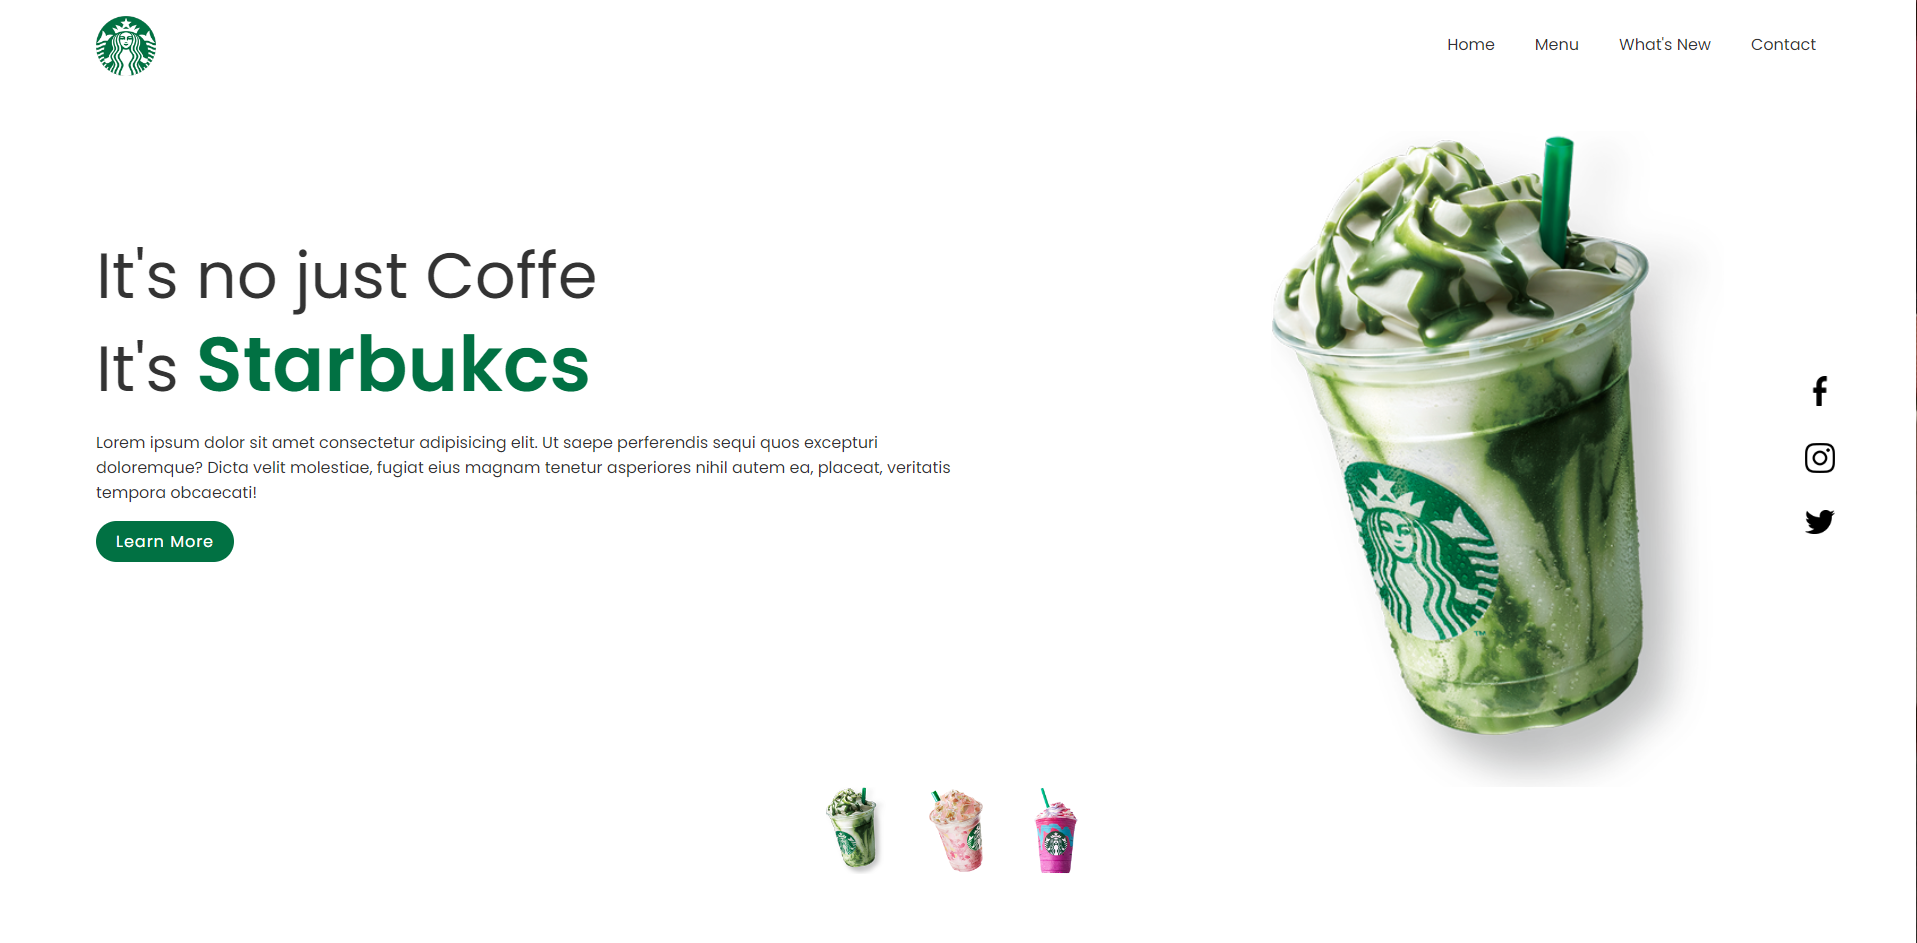 Home
Menu
What's New
Contact
It's no just Coffe
It's Starbukcs
Lorem ipsum dolor sit amet consectetur adipisicing elit. Ut saepe perferendis sequi quos excepturi
doloremque? Dicta velit molestiae, fugiat eius magnam tenetur asperiores nihil autem ea, placeat, veritatis
tempora obcaecati!
Learn More
TM